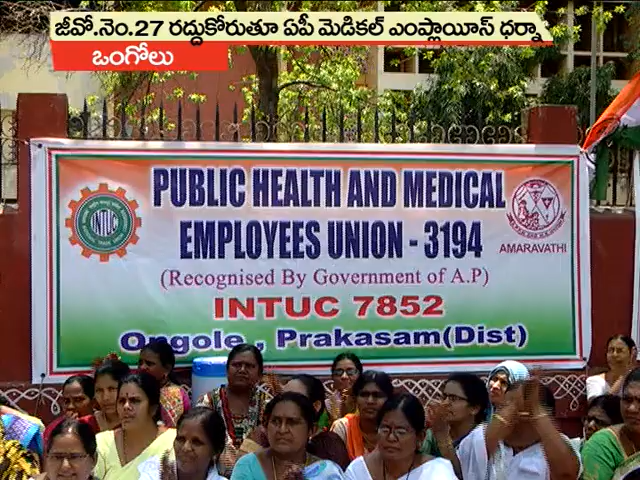 జీవో.నెం.27 రద్దుకోరుతూ ఏపీ మెడికల్ ఎంప్లాయీస్ ధర్నా
ఒంగోలు
PUBLIC HEALTH AND MEDICAL
EMPLOYEES UNION - 3194
(Recognised By Government of A.P)
INTUC 7852
Ongole, Prakasam(Dist)
INTUC
AMARAVATHI